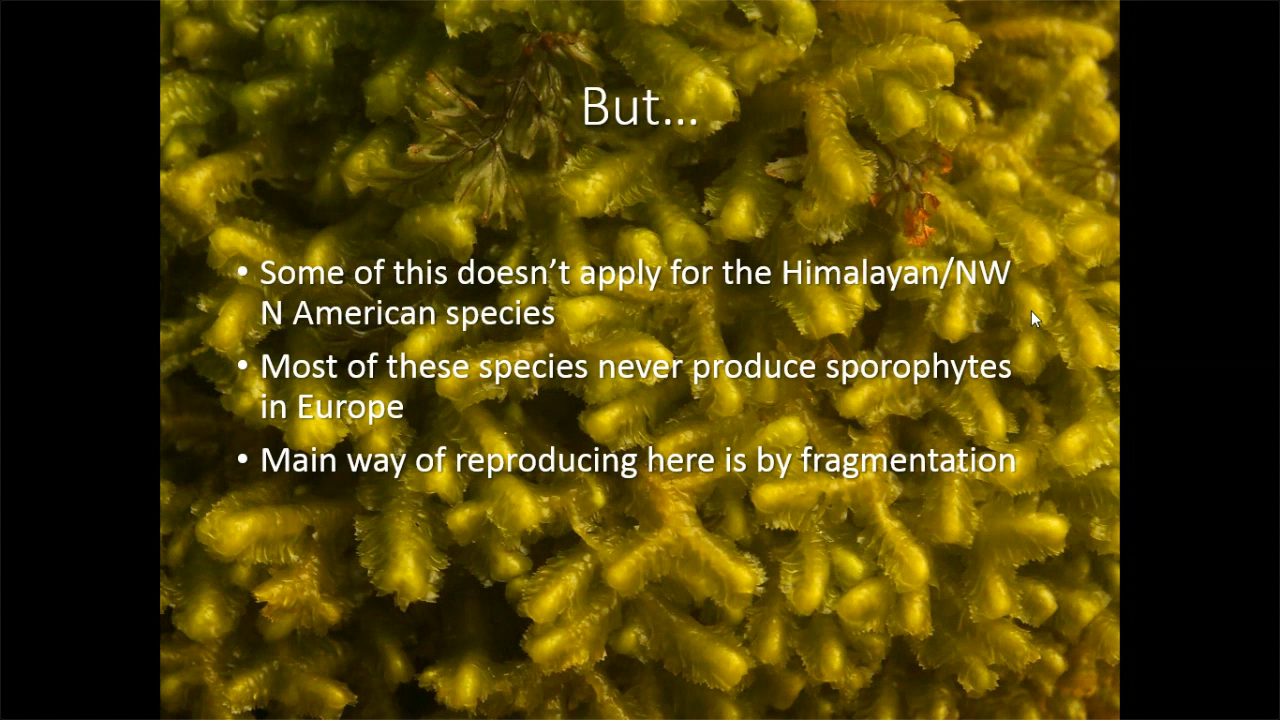 But...
• Some of this doesn’t apply for the Himalayan/NW
N American species
• Most of these species never produce sporophytes
in Europe
• Main way of reproducing here is by fragmentation